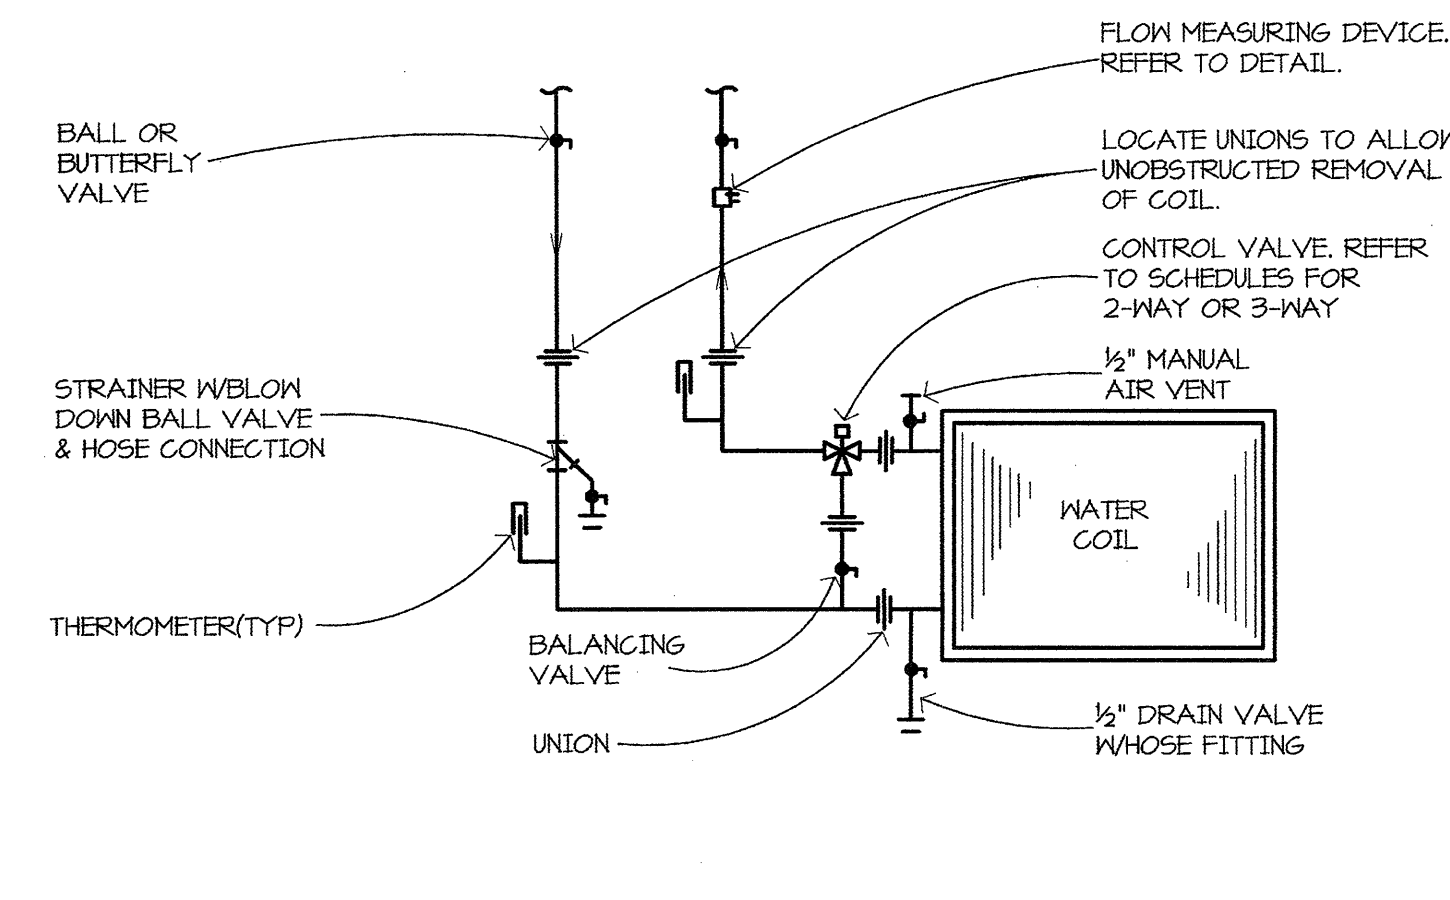 FLOW MEASURING DEVICE.
REFER TO DETAIL.
BALL OR
BUTTERFLY
VALVE
LOCATE UNIONS TO ALLOW
UNOBSTRUCTED REMOVAL
OF COIL.
CONTROL VALVE. REFER
TO SCHEDULES FOR
2-WAY OR 3-WAY
½" MANUAL
AIR VENT
STRAINER W/BLOW
DOWN BALL VALVE
& HOSE CONNECTION
WATER
COIL
THERMOMETER(TYP)
BALANCING
VALVE
UNION
½" DRAIN VALVE
W/HOSE FITTING